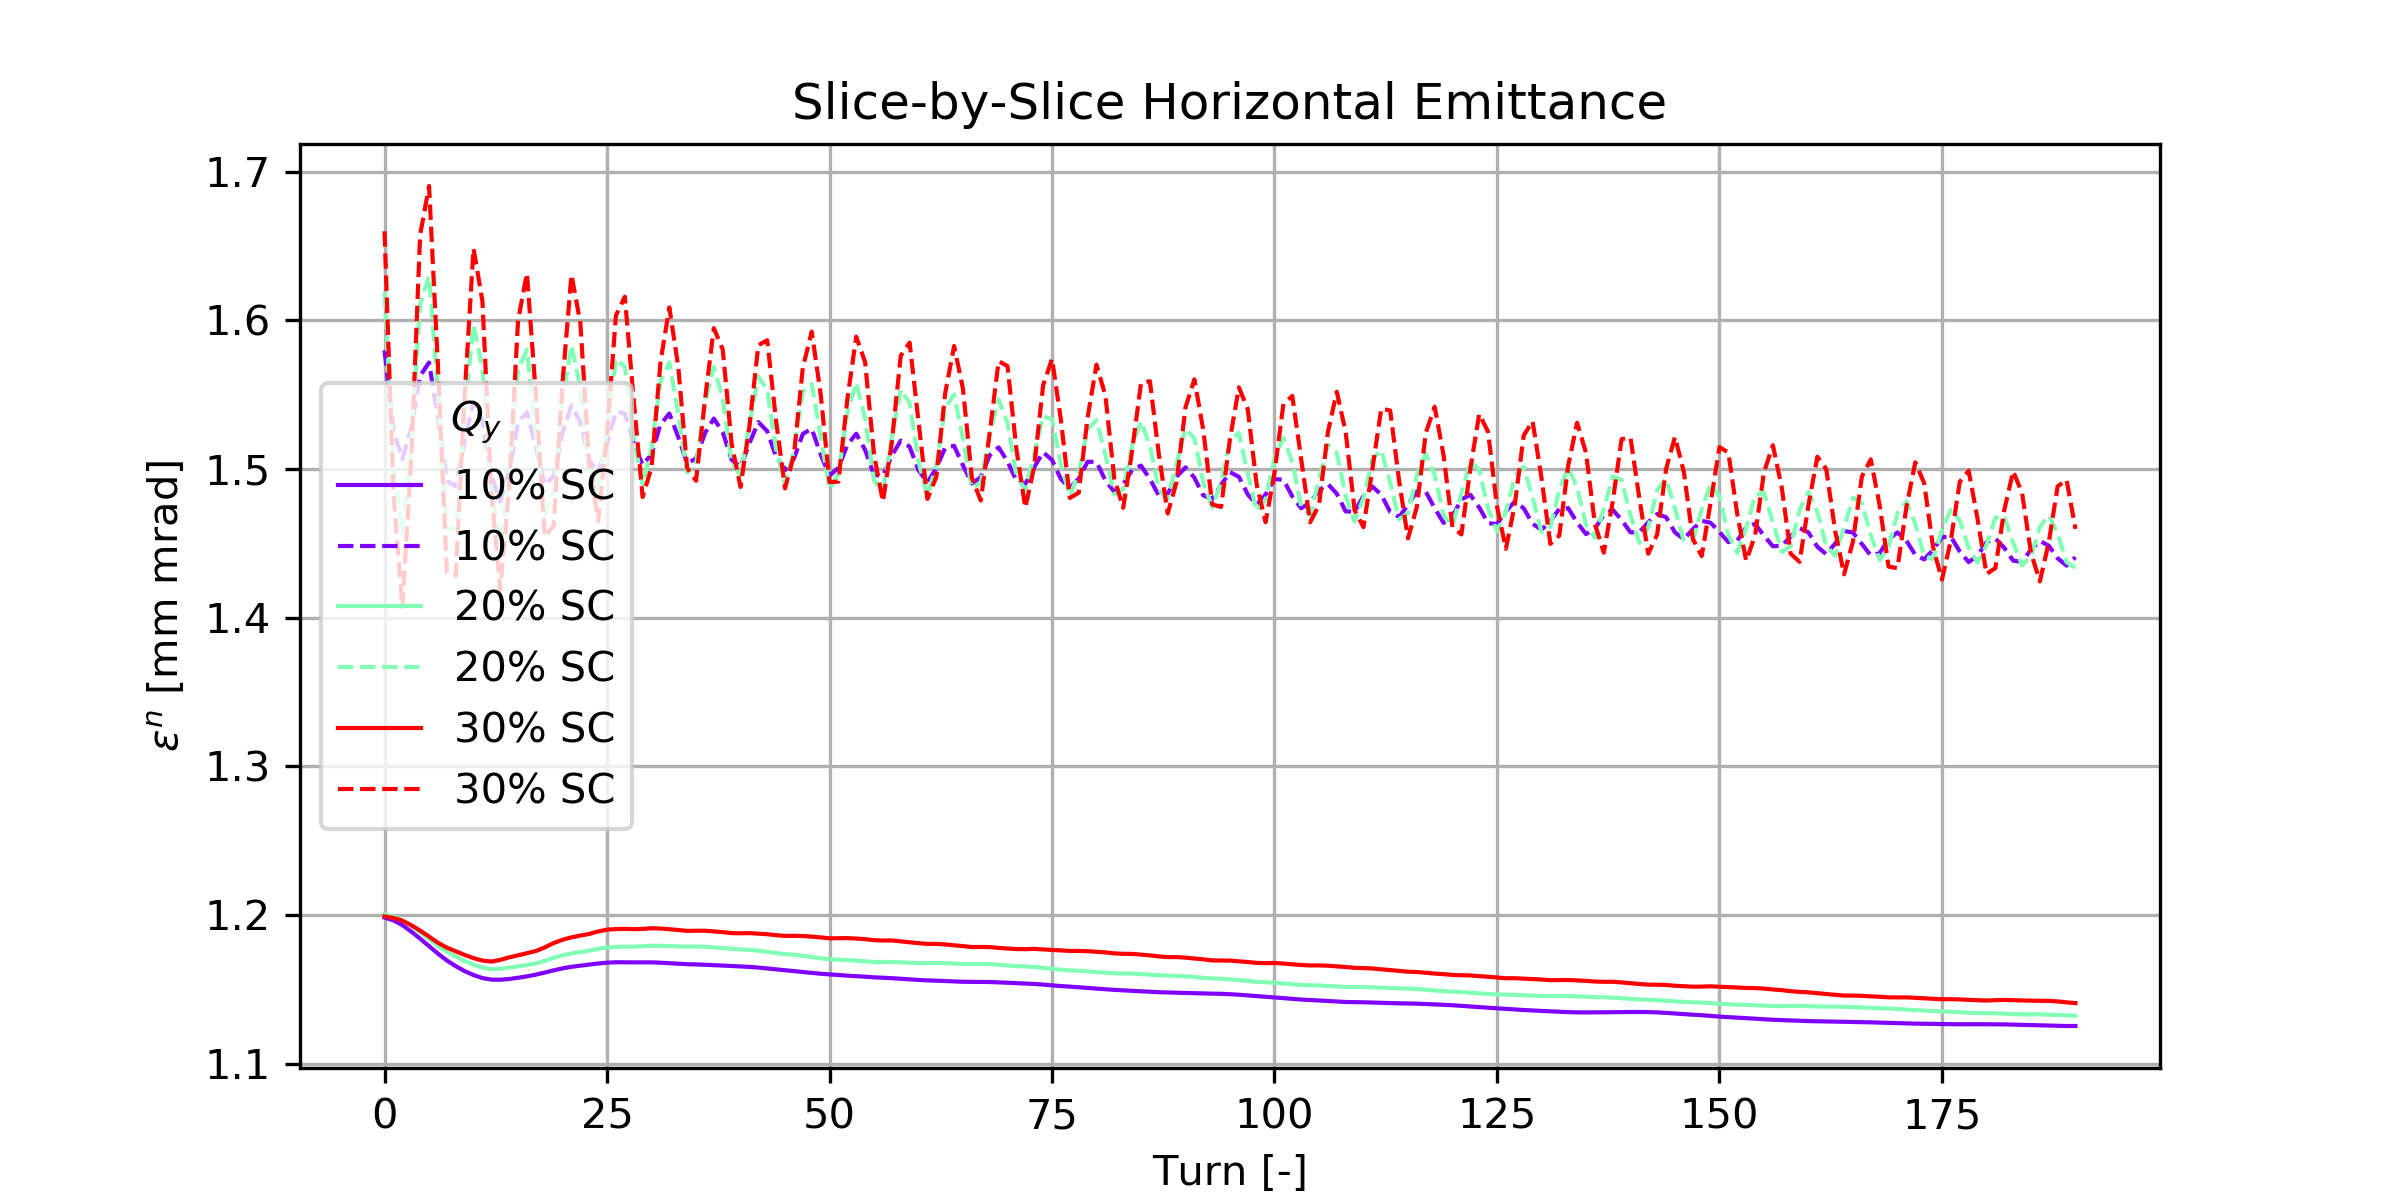 Slice-by-Slice Horizontal Emittance
1.7
1.6
1.5
1.4
1.3
1.2
1.1
εⁿ [mm mrad]
Q_y
10% SC
10% SC
20% SC
20% SC
30% SC
30% SC
0 25 50 75 100 125 150 175
Turn [-]